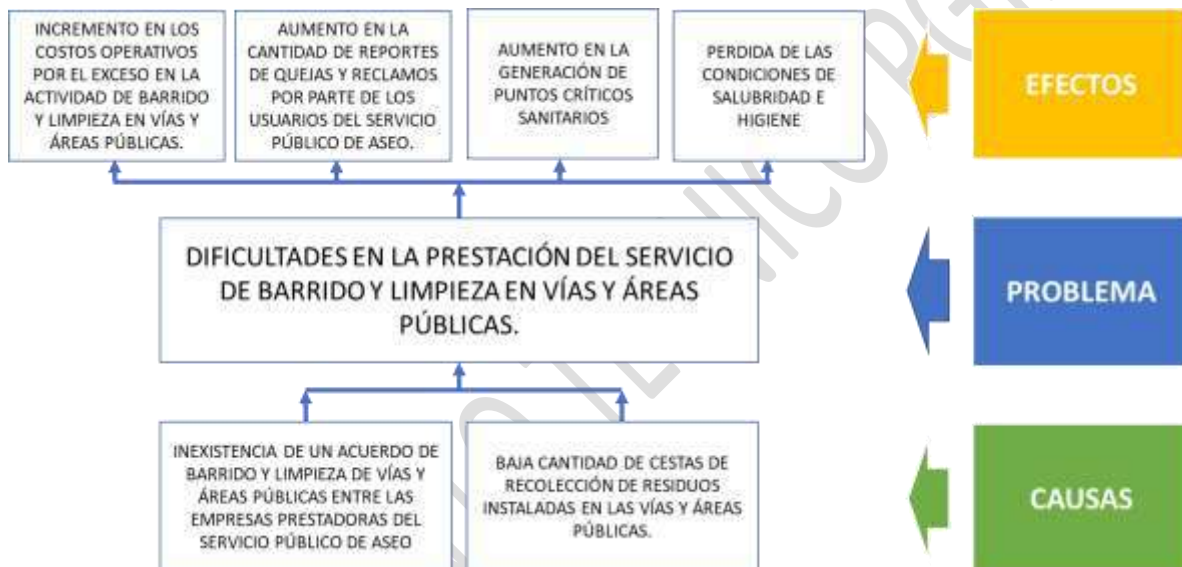 INCREMENTO EN LOS
COSTOS OPERATIVOS
POR EL EXCESO EN LA
ACTIVIDAD DE BARRIDO
Y LIMPIEZA EN VÍAS Y
ÁREAS PÚBLICAS.
AUMENTO EN LA
CANTIDAD DE REPORTES
DE QUEJAS Y RECLAMOS
POR PARTE DE LOS
USUARIOS DEL SERVICIO
PÚBLICO DE ASEO.
AUMENTO EN LA
GENERACIÓN DE
PUNTOS CRÍTICOS
SANITARIOS
PERDIDA DE LAS
CONDICIONES DE
SALUBRIDAD E
HIGIENE
EFECTOS
DIFICULTADES EN LA PRESTACIÓN DEL SERVICIO
DE BARRIDO Y LIMPIEZA EN VÍAS Y ÁREAS
PÚBLICAS.
PROBLEMA
INEXISTENCIA DE UN ACUERDO DE
BARRIDO Y LIMPIEZA DE VÍAS Y
ÁREAS PÚBLICAS ENTRE LAS
EMPRESAS PRESTADORAS DEL
SERVICIO PÚBLICO DE ASEO
BAJA CANTIDAD DE CESTAS DE
RECOLECCIÓN DE RESIDUOS
INSTALADAS EN LAS VÍAS Y ÁREAS
PÚBLICAS.
CAUSAS